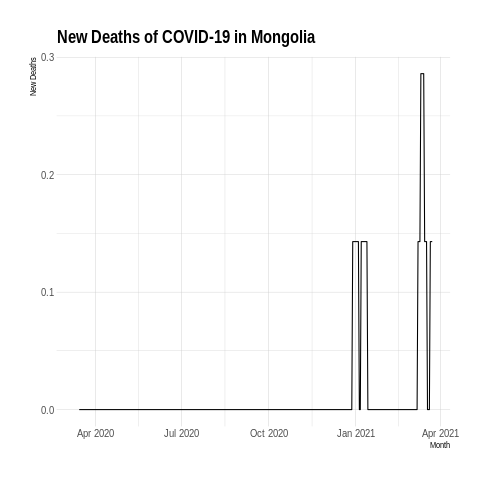 New Deaths of COVID-19 in Mongolia
New Deaths
0.3
0.2
0.1
0.0
Apr 2020 Jul 2020 Oct 2020 Jan 2021 Apr 2021
Month